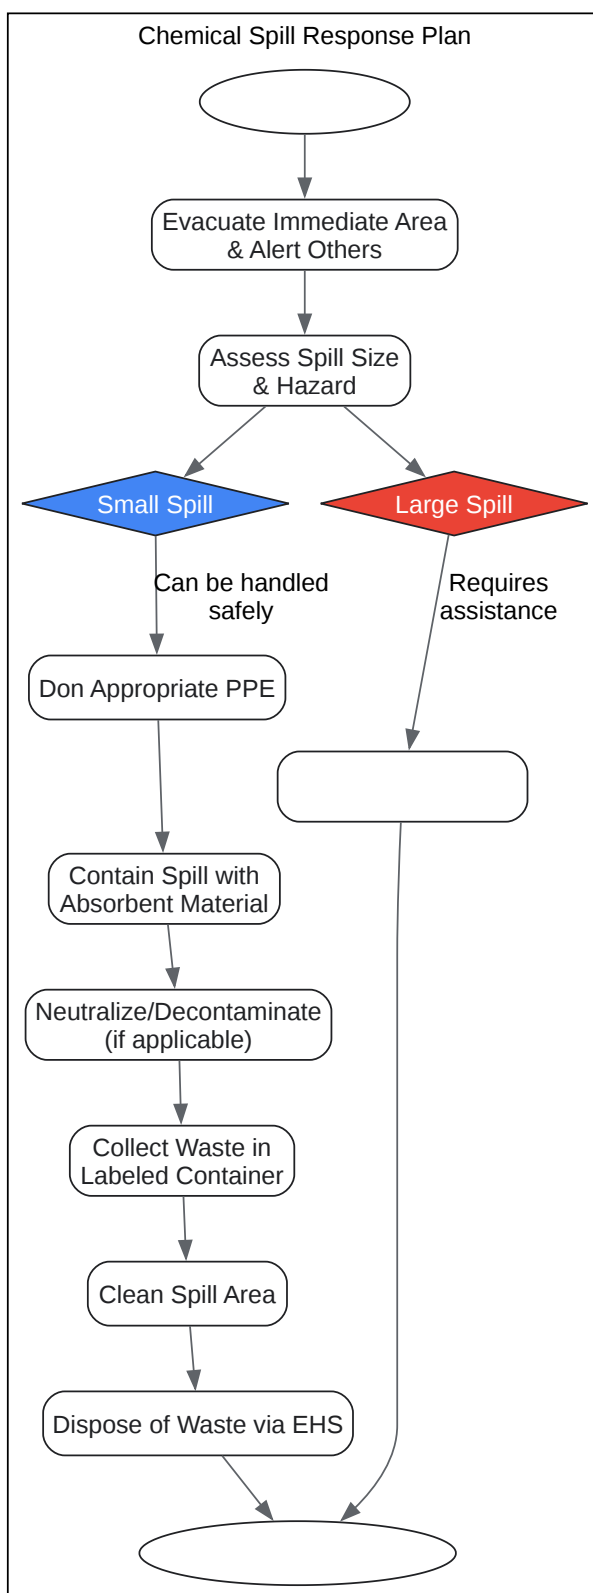 Chemical Spill Response Plan
Evacuate Immediate Area
& Alert Others
Assess Spill Size
& Hazard
Small Spill
Large Spill
Can be handled
safely
Requires
assistance
Don Appropriate PPE
Contain Spill with
Absorbent Material
Neutralize/Decontaminate
(if applicable)
Collect Waste in
Labeled Container
Clean Spill Area
Dispose of Waste via EHS